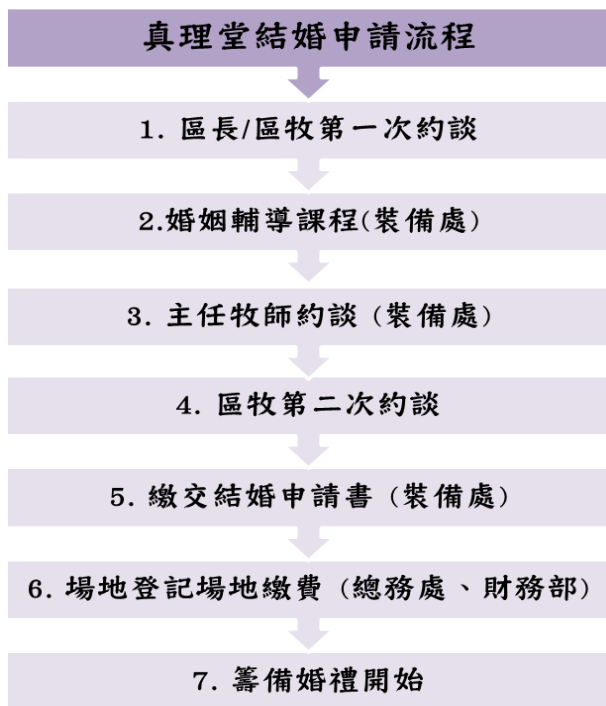 真理堂結婚申請流程
1. 區長/區牧第一次約談
2.婚姻輔導課程(裝備處)
3. 主任牧師約談 (裝備處)
4. 區牧第二次約談
5. 繳交結婚申請書 (裝備處)
6. 場地登記場地繳費 (總務處、財務部)
7. 籌備婚禮開始